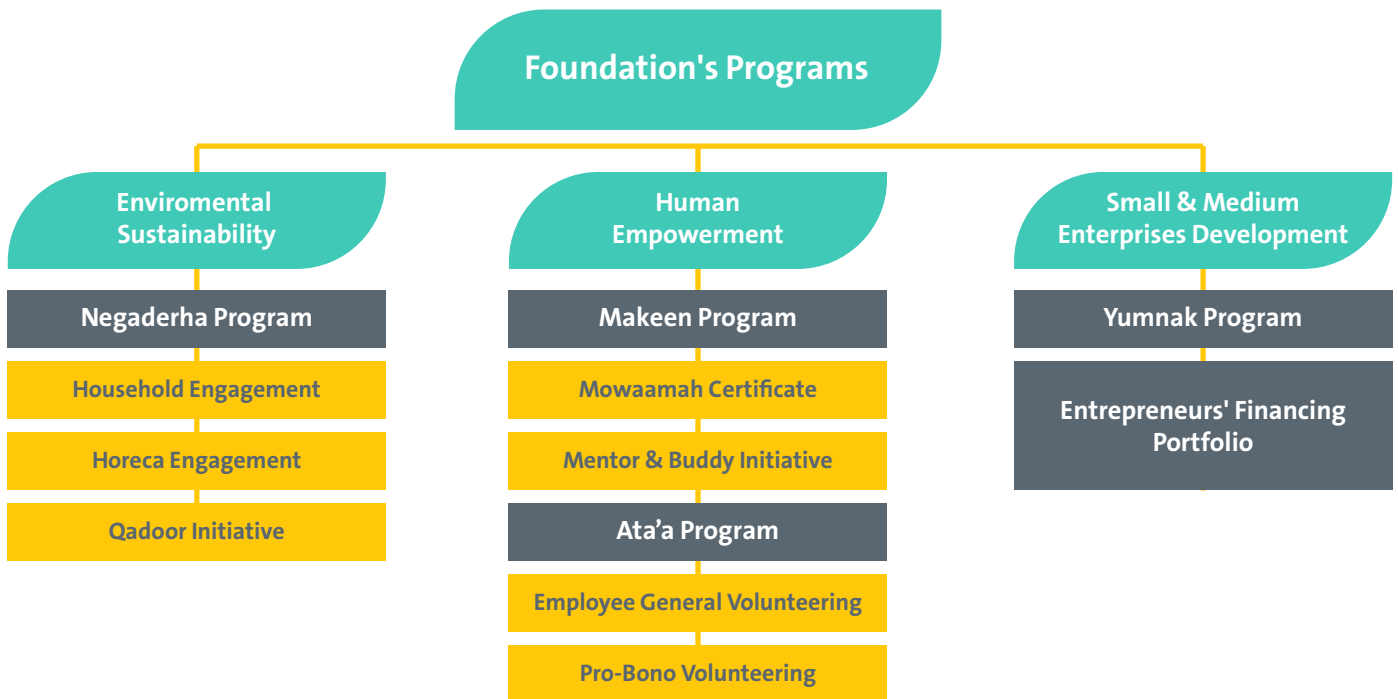 Foundation's Programs
Enviromental
Sustainability
Negaderha Program
Household Engagement
Horeca Engagement
Qadoor Initiative
Human
Empowerment
Makeen Program
Mowaamah Certificate
Mentor & Buddy Initiative
Ata’a Program
Employee General Volunteering
Pro-Bono Volunteering
Small & Medium
Enterprises Development
Yumnak Program
Entrepreneurs' Financing
Portfolio